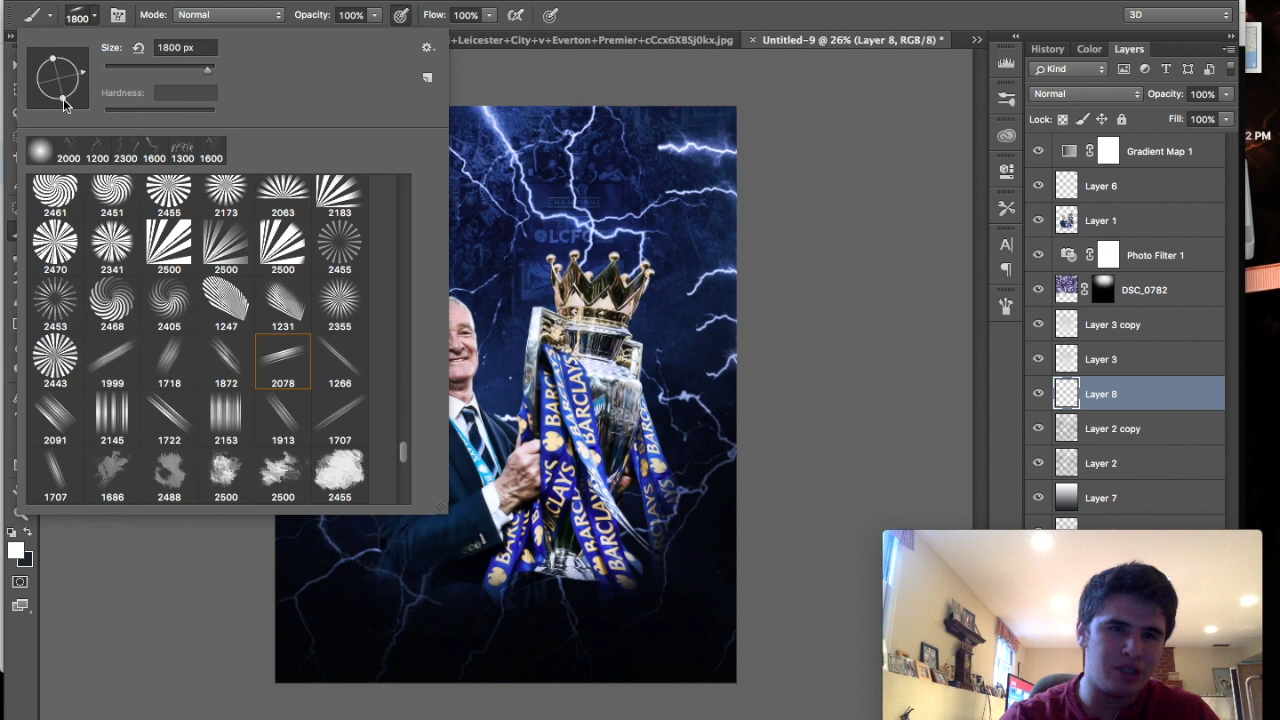 1800 Mode: Normal Opacity: 100% Flow: 100% 3D
Size: 1800 px
Hardness:
Leicester City v Everton Premier+cCcx6X8Sj0kx.jpg × Untitled-9 @ 26% (Layer 8, RGB/8) *
2000 1200 2300 1600 1300 1600
2461 2451 2455 2173 2063 2183
2470 2341 2500 2500 2500 2455
2453 2468 2405 1247 1231 2355
2443 1999 1718 1872 2078 1266
2091 2145 1722 2153 1913 1707
1707 1686 2488 2500 2500 2455
LCFC
BARCLAYS
BARCLAYS
BARCLAYS
BARCLAYS
BARCLAYS
History Color Layers
Kind
Normal Opacity: 100%
Lock: Fill: 100%
Gradient Map 1
Layer 6
Layer 1
Photo Filter 1
DSC_0782
Layer 3 copy
Layer 3
Layer 8
Layer 2 copy
Layer 2
Layer 7
2 PM